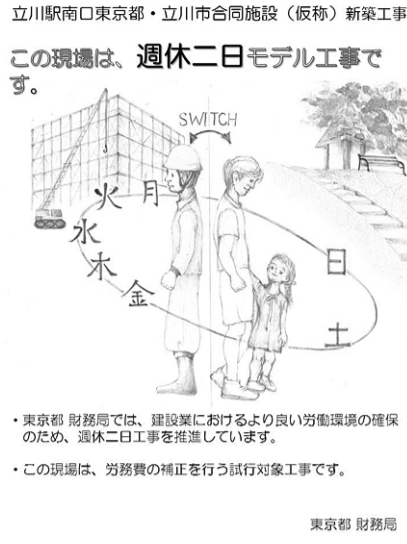 立川駅南口東京都・立川市合同施設（仮称）新築工事
この現場は、週休二日モデル工事で
す。
SWITCH
月
火
水
木
金
日
土
・東京都 財務局では、建設業におけるより良い労働環境の確保
のため、週休二日工事を推進しています。
・この現場は、労務費の補正を行う試行対象工事です。
東京都 財務局